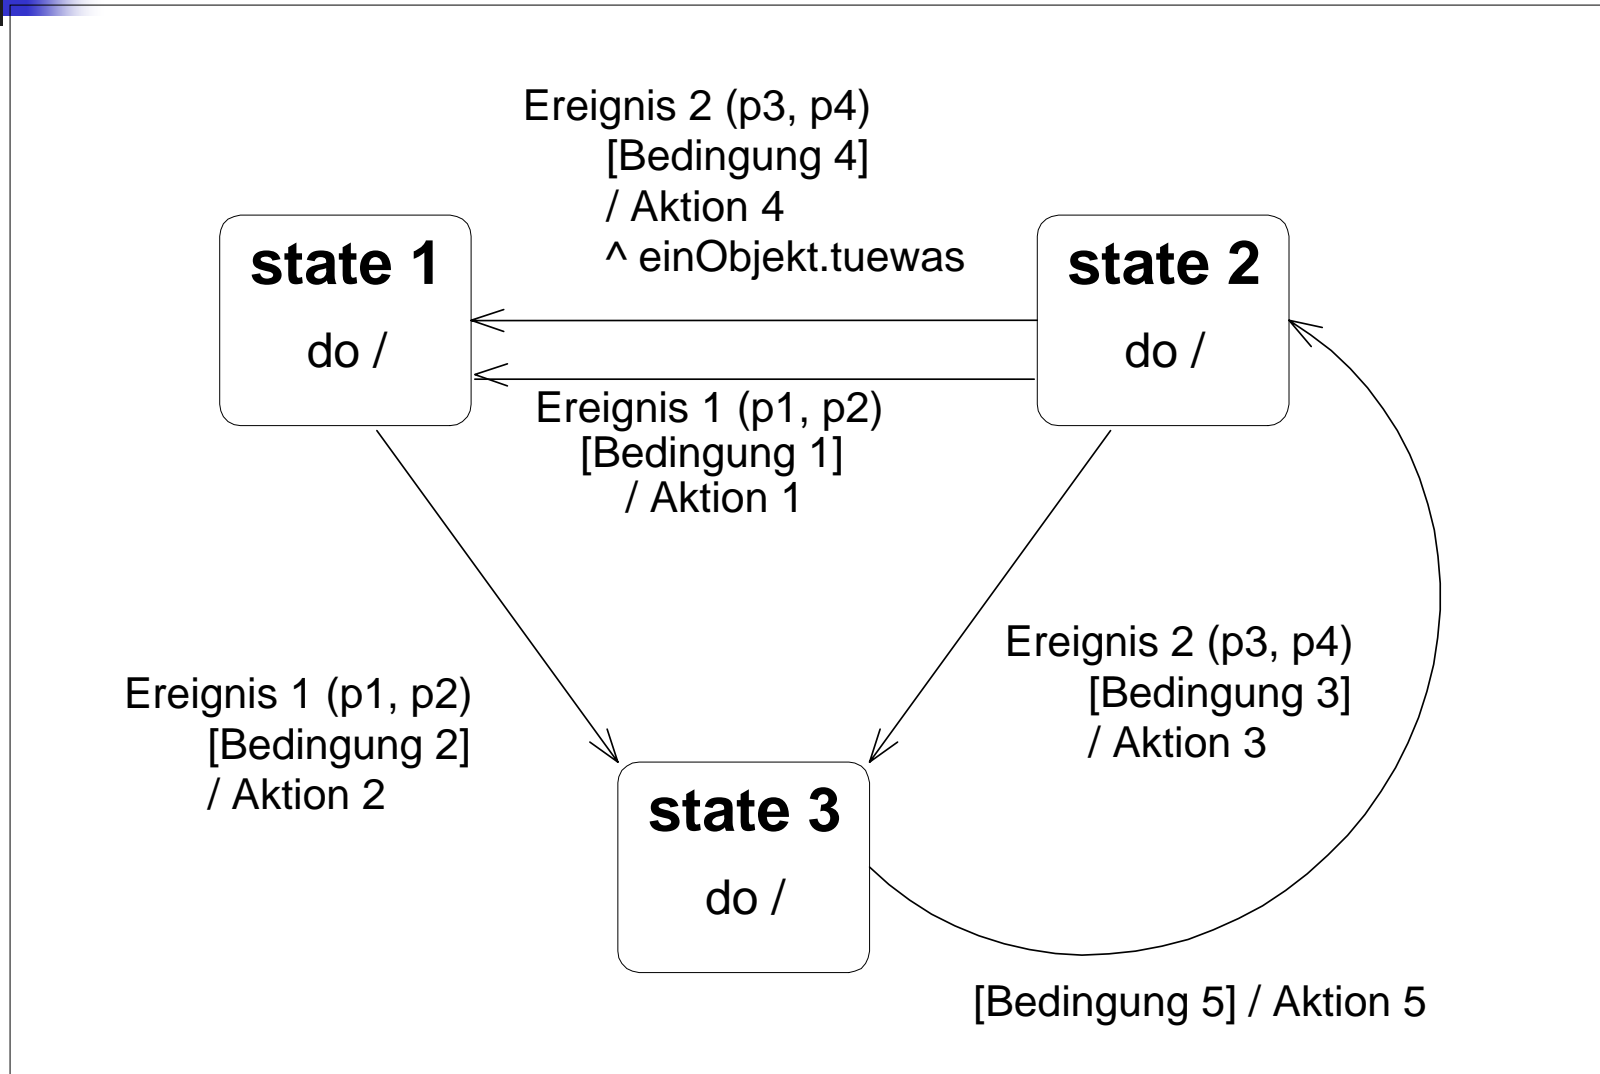 Ereignis 2 (p3, p4)
[Bedingung 4]
/ Aktion 4
^ einObjekt.tuewas
state 1
do /
state 2
do /
Ereignis 1 (p1, p2)
[Bedingung 1]
/ Aktion 1
Ereignis 1 (p1, p2)
[Bedingung 2]
/ Aktion 2
Ereignis 2 (p3, p4)
[Bedingung 3]
/ Aktion 3
state 3
do /
[Bedingung 5] / Aktion 5